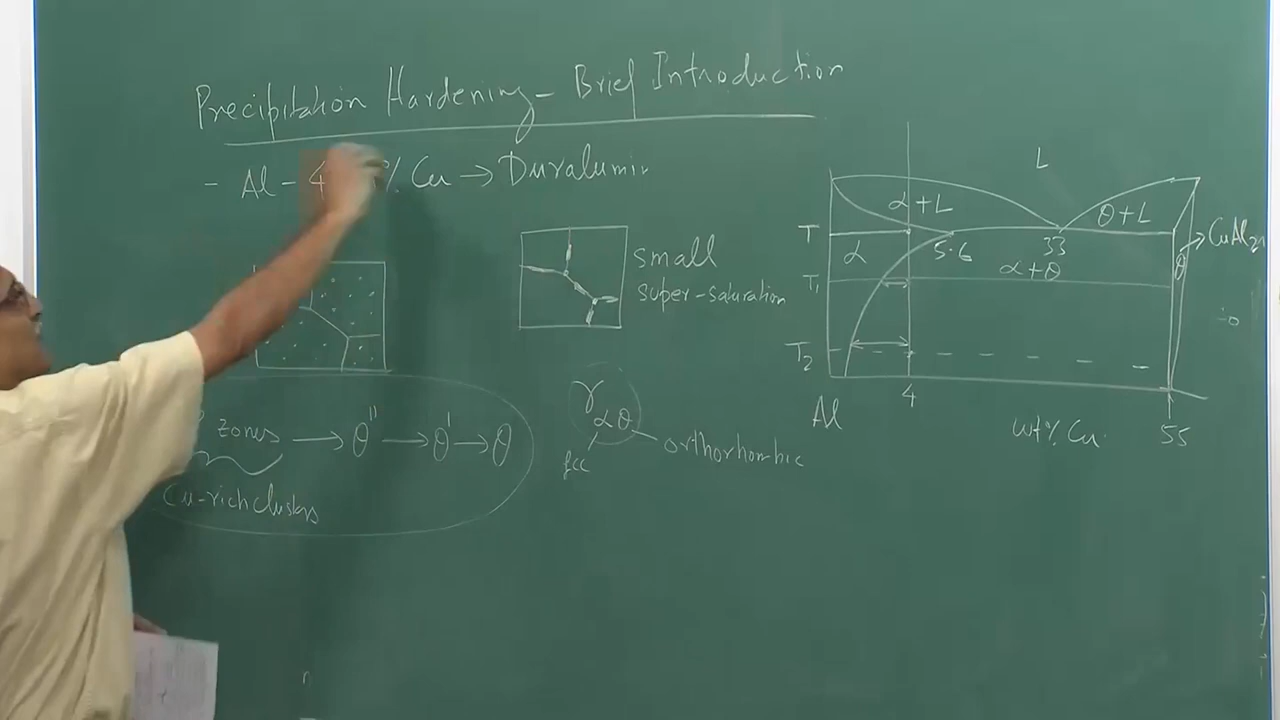 Precipitation Hardening - Brief Introduction
- Al - 4 % Cu → Duralumin
small
super-saturation
zones → θ'' → θ' → θ
Cu-rich clusters
γαθ
fcc
orthorhombic
L
α+L
θ+L
T
α
5.6
33
α+θ
θ
→ CuAl2
T1
T2
Al
4
wt% Cu
55